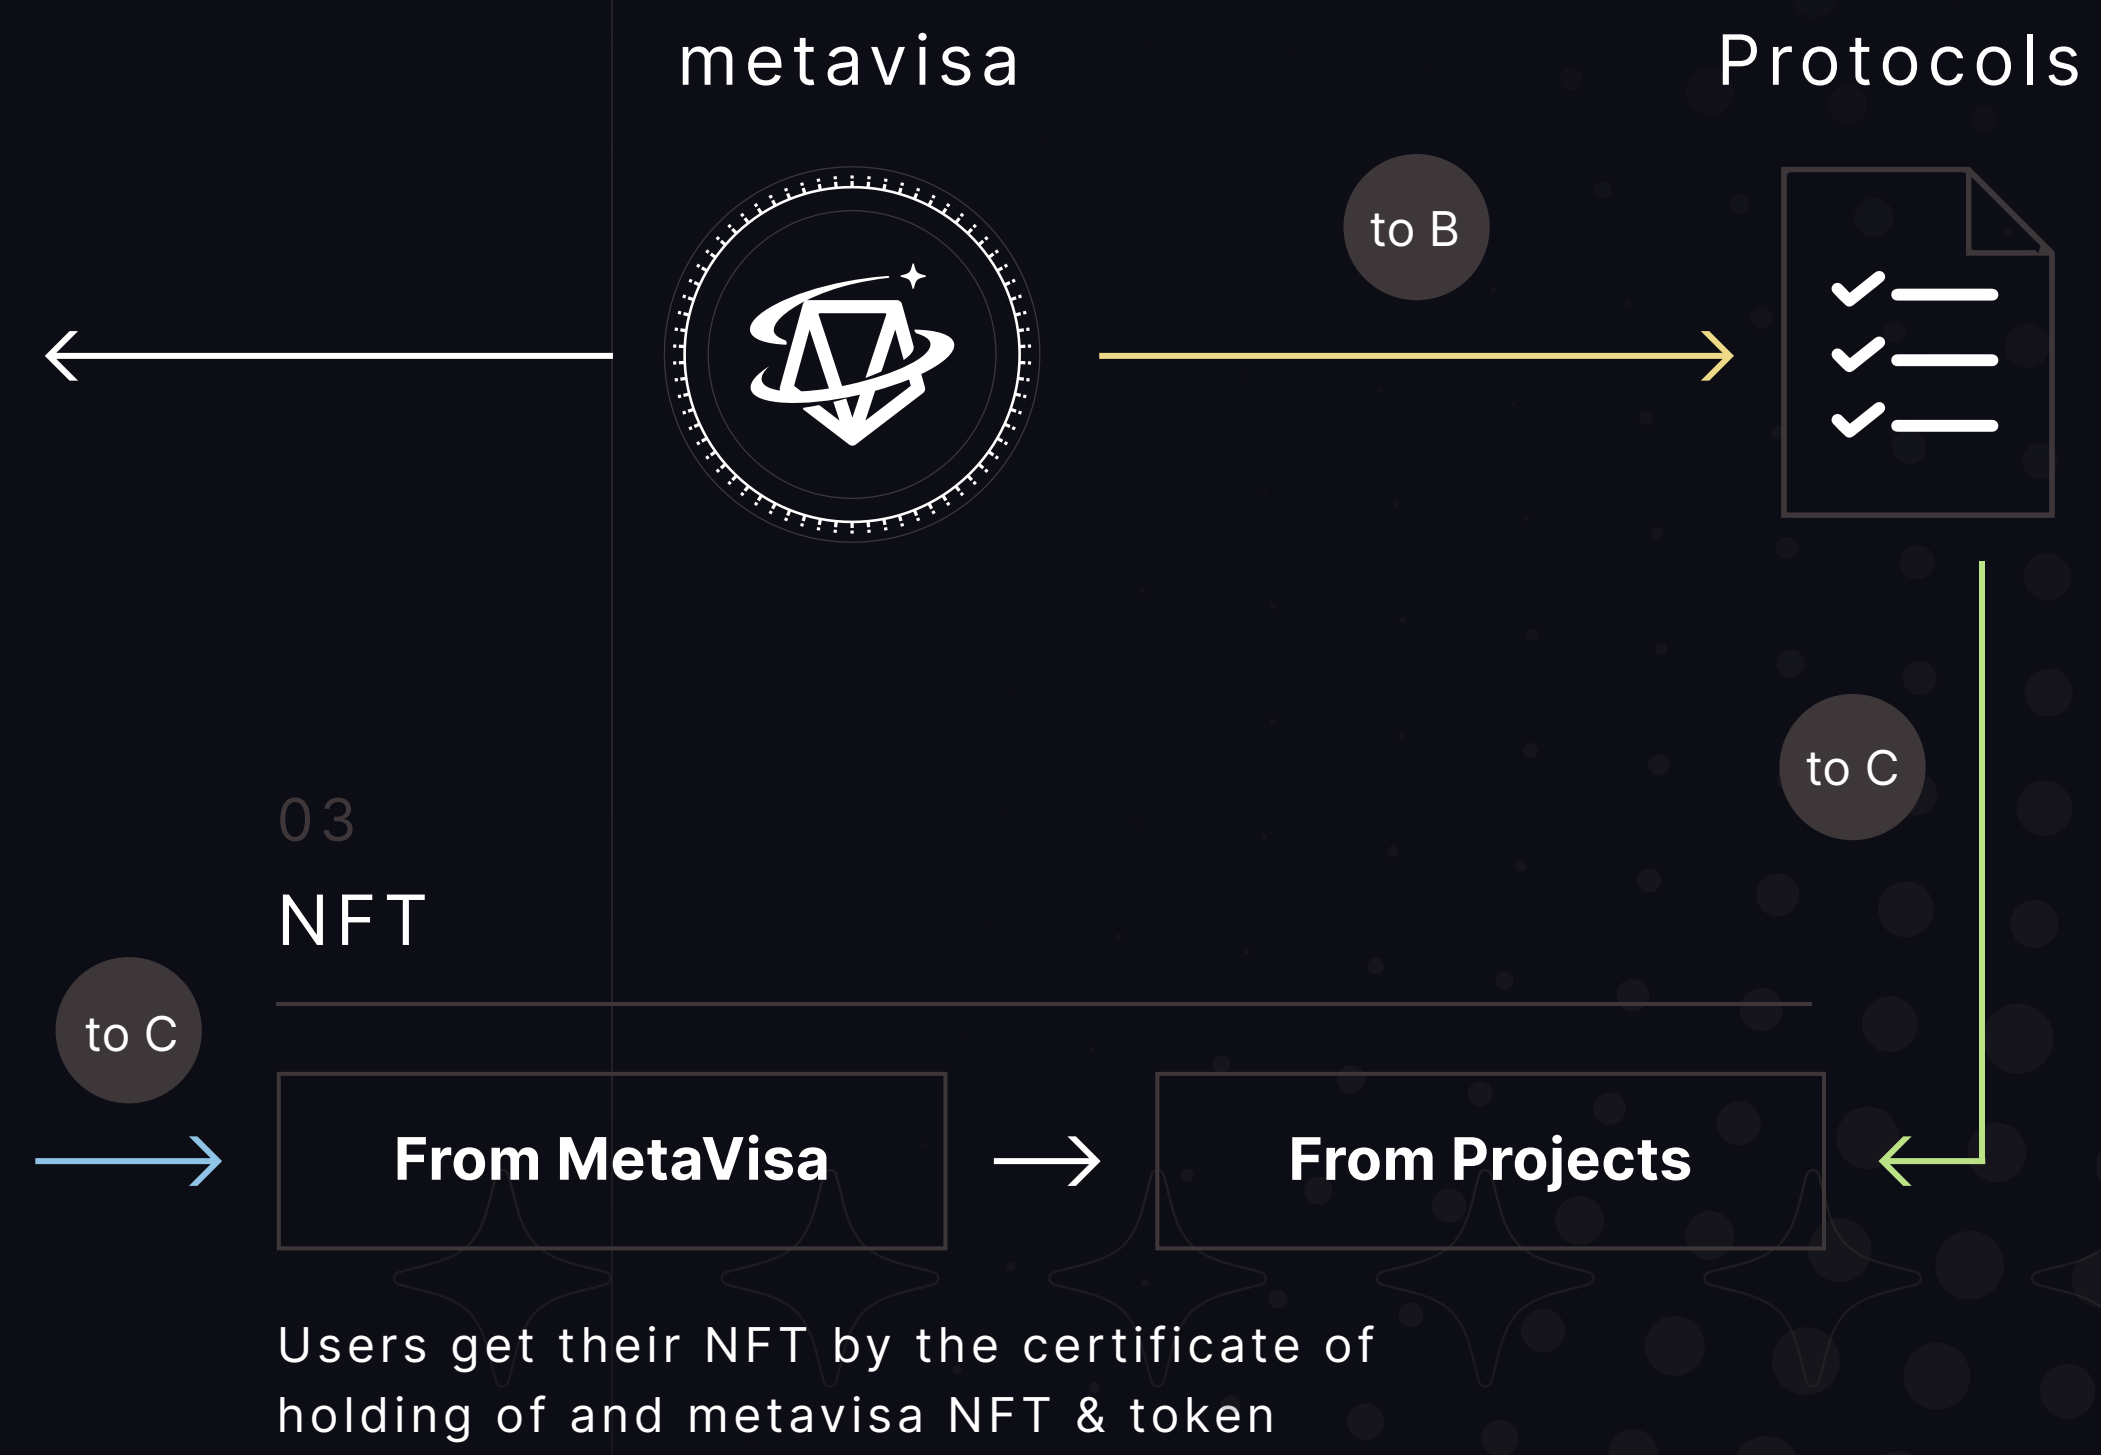 metavisa
Protocols
to B
to C
03
NFT
to C
From MetaVisa
From Projects
Users get their NFT by the certificate of
holding of and metavisa NFT & token